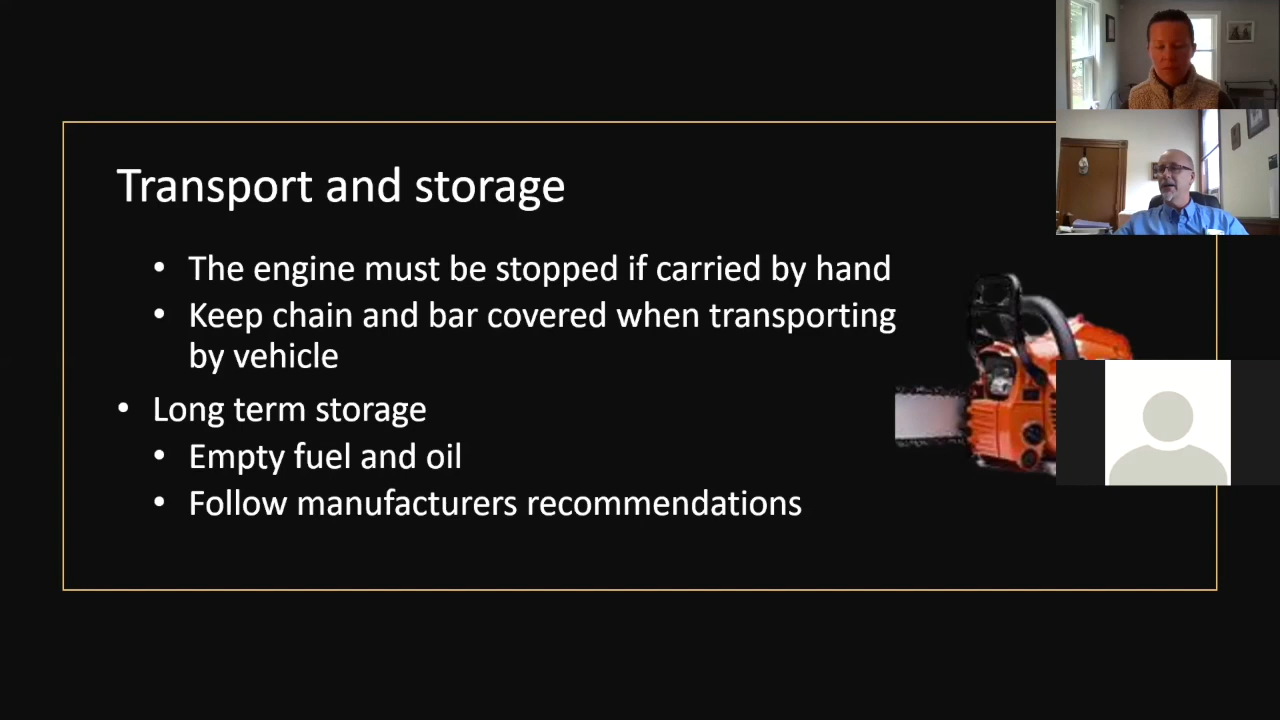 Transport and storage
• The engine must be stopped if carried by hand
• Keep chain and bar covered when transporting
by vehicle
• Long term storage
• Empty fuel and oil
• Follow manufacturers recommendations